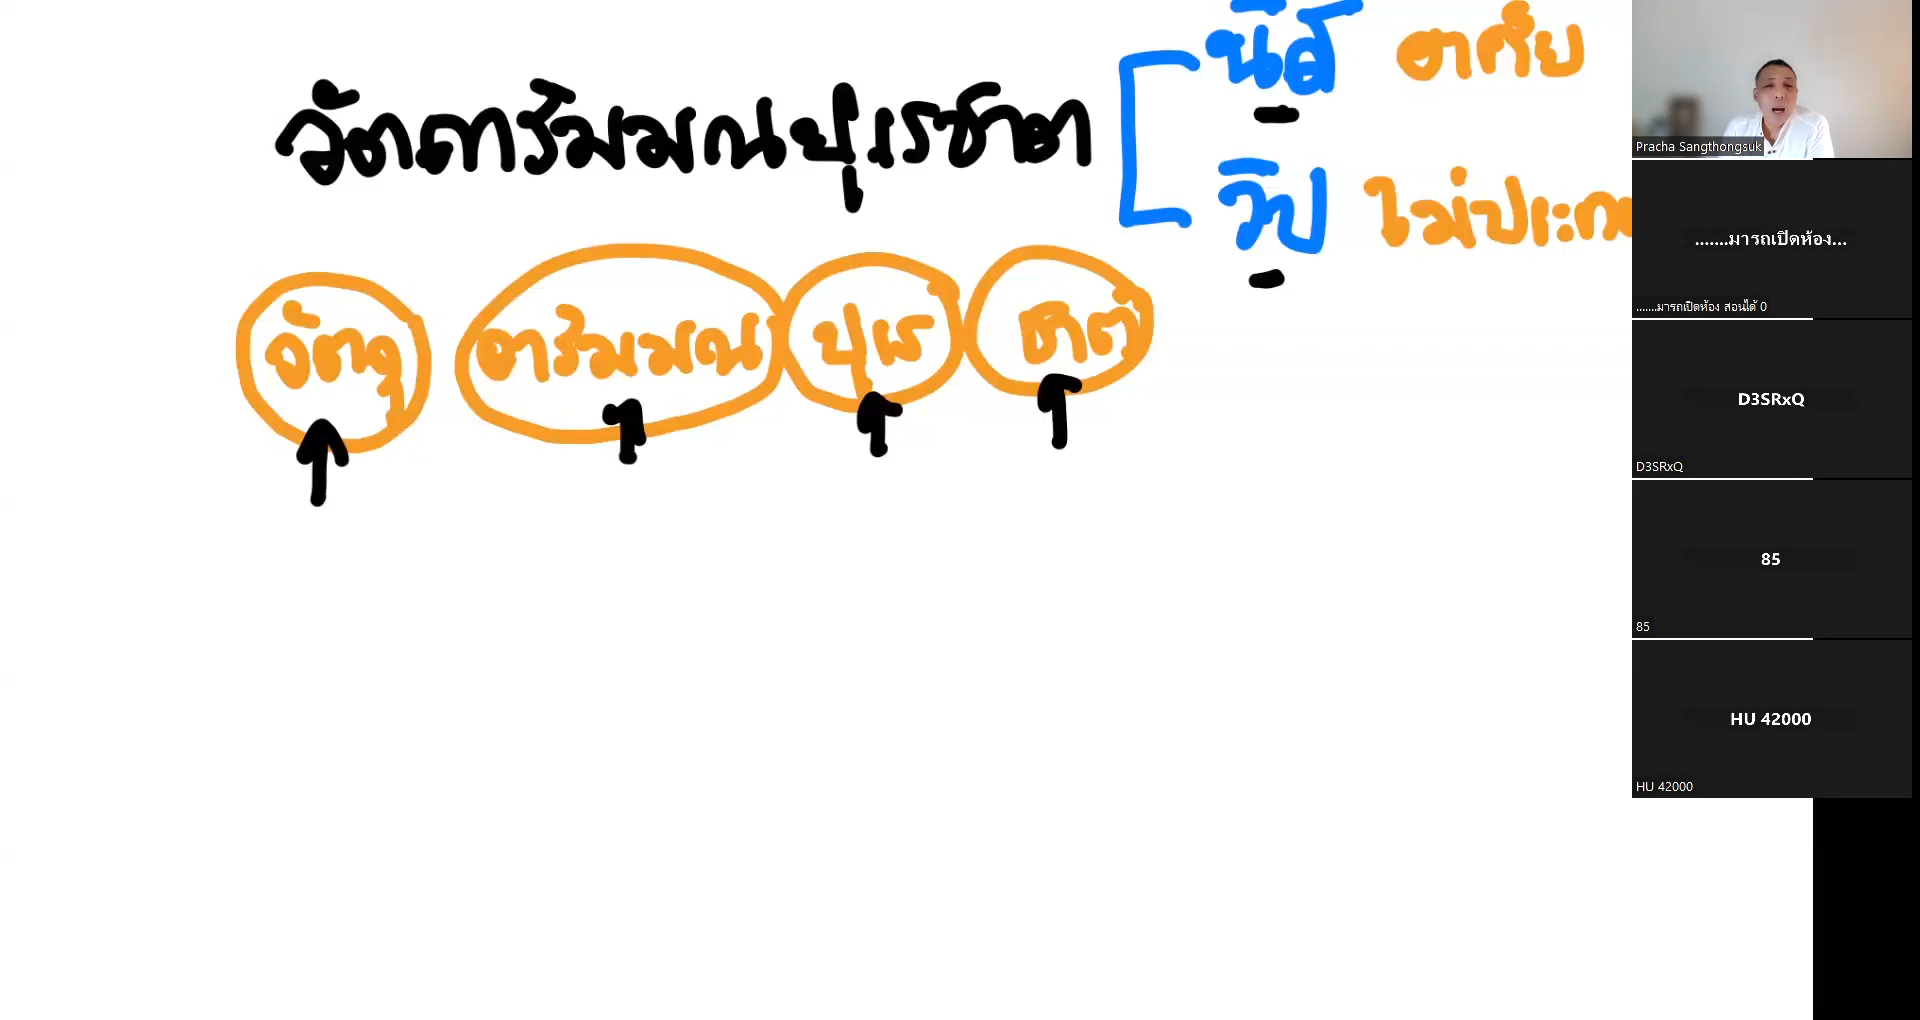 วัตถารัมมณปุเรชาต
นิส อาศัย
วิป ไม่ประก
วัตถุ อารัมมณ ปุเร ชาต
Pracha Sangthongsuk
.......มารถเปิดห้อง...
.......มารถเปิดห้อง สอนได้ 0
D3SRxQ
D3SRxQ
85
85
HU 42000
HU 42000